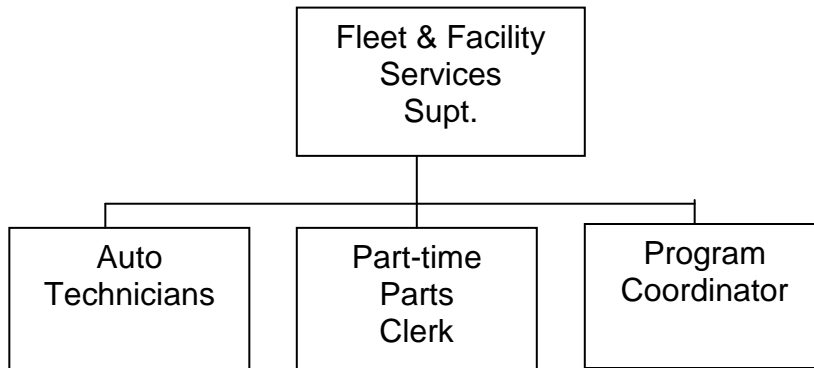 Fleet & Facility
Services
Supt.
Auto
Technicians
Part-time
Parts
Clerk
Program
Coordinator